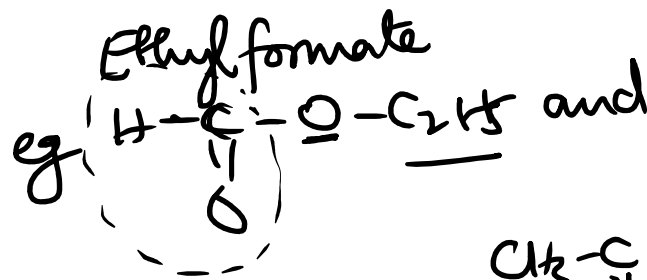 Ethyl formate
eg H-C-O-C2H5 and
||
O
CH3-C
||